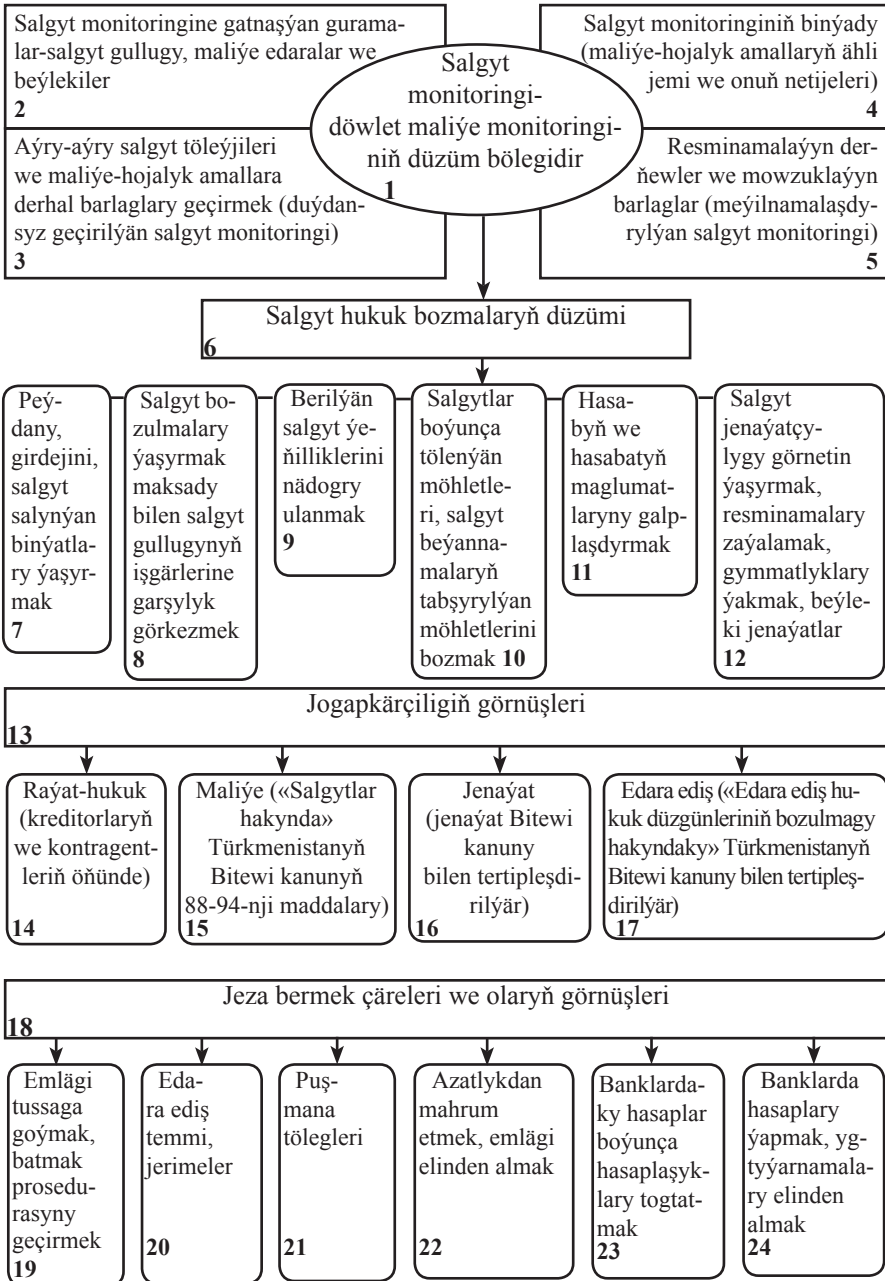 Salgyt monitoringine gatnaşýan gurama-
lar-salgyt gullugy, maliýe edaralar we
beýlekiler
2
Salgyt
monitoringi-
döwlet maliýe monitoringi-
niň düzüm bölegidir
1
Salgyt monitoringiniň binýady
(maliýe-hojalyk amallaryň ähli
jemi we onuň netijeleri)
4
Aýry-aýry salgyt töleýjileri
we maliýe-hojalyk amallara
derhal barlaglary geçirmek (duýdan-
syz geçirilýän salgyt monitoringi)
3
Resminamalaýyn der-
ňewler we mowzuklaýyn
barlaglar (meýilnamalaşdy-
rylýan salgyt monitoringi)
5
Salgyt hukuk bozmalaryň düzümi
6
Peý-
dany,
girdejini,
salgyt
salynýan
binýatla-
ry ýaşyr-
mak
7
Salgyt bo-
zulmalary
ýaşyrmak
maksady
bilen salgyt
gullugynyň
işgärlerine
garşylyk
görkezmek
8
Berilýän
salgyt ýe-
ňilliklerini
nädogry
ulanmak
9
Salgytlar
boýunça
tölenýän
möhletle-
ri, salgyt
beýanna-
malaryň
tabşyrylýan
möhletlerini
bozmak 10
Hasa-
byň we
hasabatyň
maglumat-
laryny galp-
laşdyrmak
11
Salgyt
jenaýatçy-
lygy görnetin
ýaşyrmak,
resminamalary
zaýalamak,
gymmatlyklary
ýakmak, beýle-
ki jenaýatlar
12
Jogapkärçiligiň görnüşleri
13
Raýat-hukuk
(kreditorlaryň
we kontragent-
leriň öňünde)
14
Maliýe («Salgytlar
hakynda»
Türkmenistanyň
Bitewi kanunyň
88-94-nji maddalary)
15
Jenaýat
(jenaýat Bitewi
kanuny
bilen tertipleşdi-
rilýär)
16
Edara ediş («Edara ediş hu-
kuk düzgünleriniň bozulmagy
hakyndaky» Türkmenistanyň
Bitewi kanuny bilen tertipleş-
dirilýär)
17
Jeza bermek çäreleri we olaryň görnüşleri
18
Emlägi
tussaga
goýmak,
batmak
prosedu-
rasyny
geçirmek
19
Eda-
ra ediş
temmi,
jerimeler
20
Puş-
mana
tölegleri
21
Azatlykdan
mahrum
etmek, emlägi
elinden almak
22
Banklarda-
ky hasaplar
boýunça
hasaplaşyk-
lary togtat-
mak
23
Banklarda
hasaplary
ýapmak, yg-
tyýarnamala-
ry elinden
almak
24